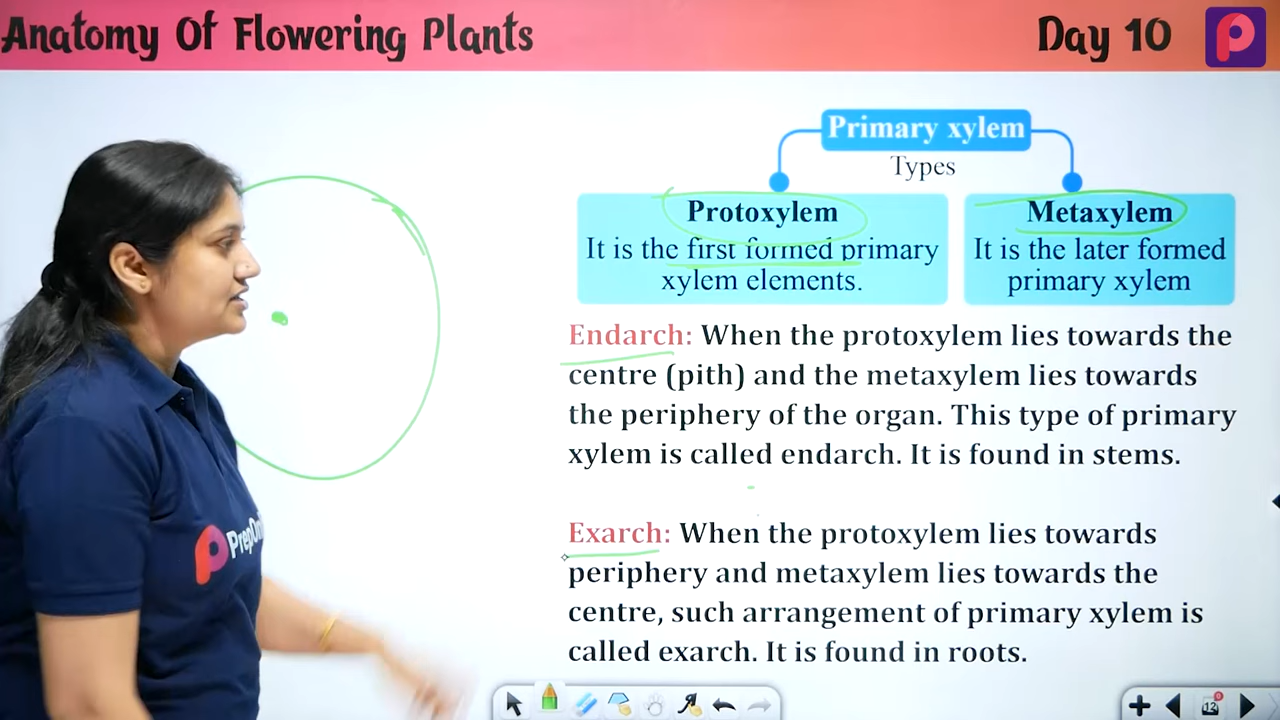 Anatomy Of Flowering Plants
Day 10
Primary xylem
Types
Protoxylem
It is the first formed primary
xylem elements.
Metaxylem
It is the later formed
primary xylem
Endarch: When the protoxylem lies towards the
centre (pith) and the metaxylem lies towards
the periphery of the organ. This type of primary
xylem is called endarch. It is found in stems.
Exarch: When the protoxylem lies towards
periphery and metaxylem lies towards the
centre, such arrangement of primary xylem is
called exarch. It is found in roots.
12